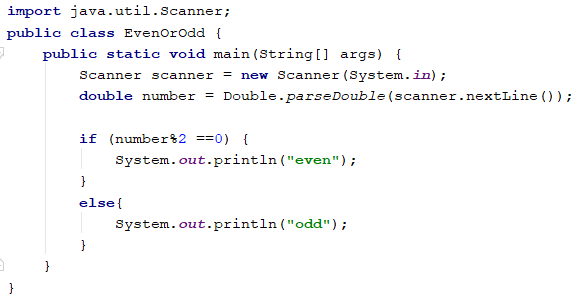 import java.util.Scanner;
public class EvenOrOdd {
    public static void main(String[] args) {
        Scanner scanner = new Scanner(System.in);
        double number = Double.parseDouble(scanner.nextLine());

        if (number%2 ==0) {
            System.out.println("even");
        }
        else{
            System.out.println("odd");
        }
    }
}